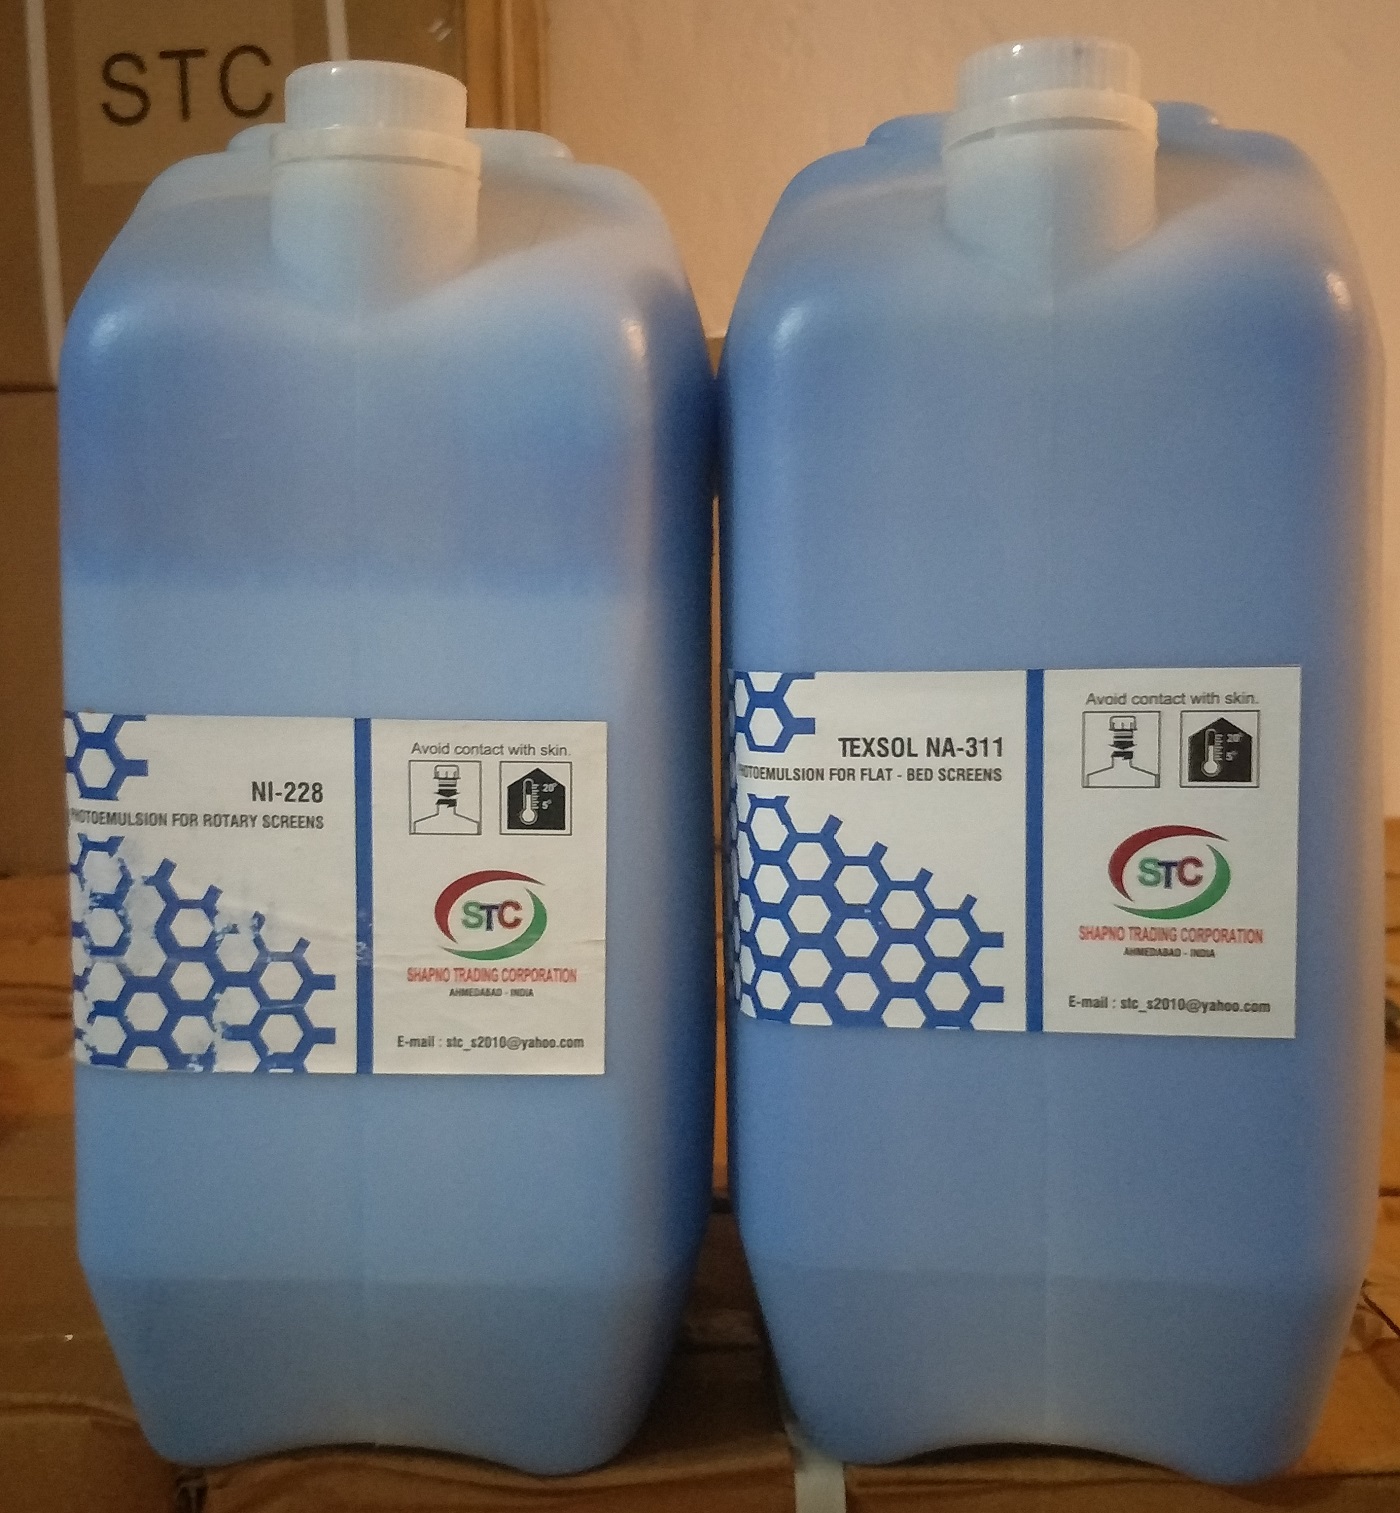 STC
NI-228
PHOTOEMULSION FOR ROTARY SCREENS
Avoid contact with skin.
20°
5°
STC
SHAPNO TRADING CORPORATION
AHMEDABAD - INDIA
E-mail : stc_s2010@yahoo.com
TEXSOL NA-311
PHOTOEMULSION FOR FLAT - BED SCREENS
Avoid contact with skin.
20°
5°
STC
SHAPNO TRADING CORPORATION
AHMEDABAD - INDIA
E-mail : stc_s2010@yahoo.com